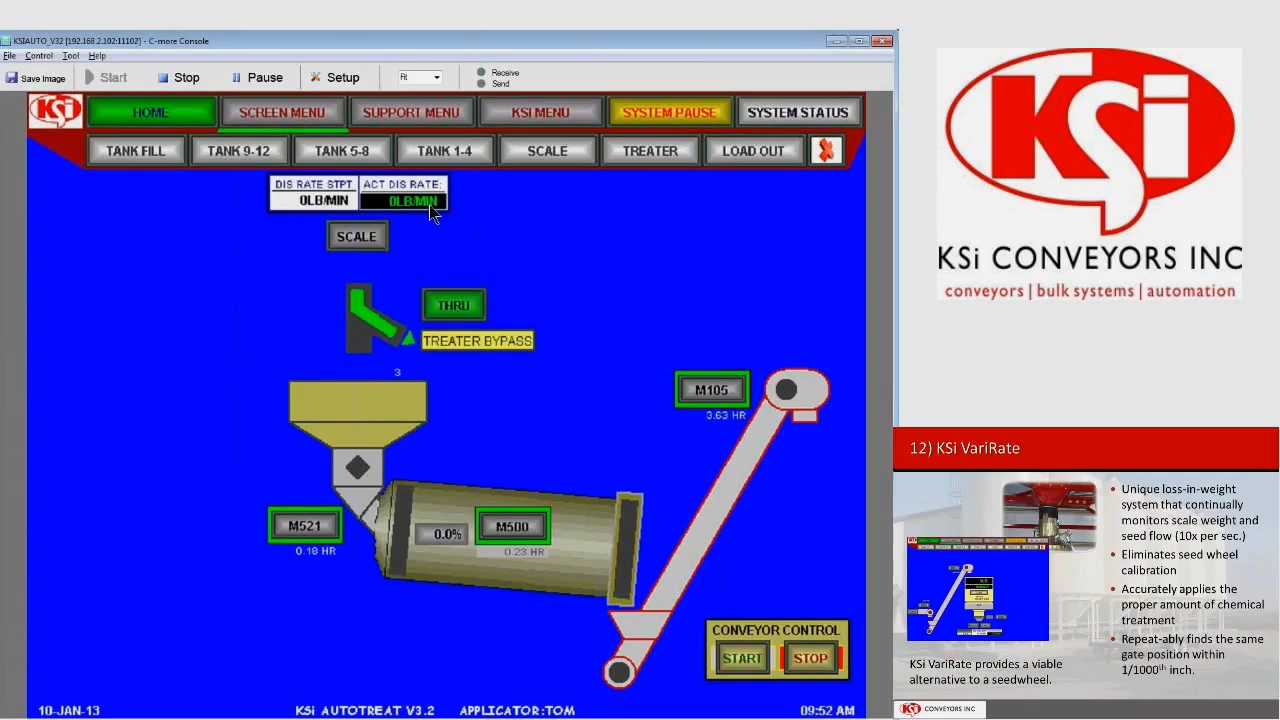 KSIAUTO_V32 [192.168.2.102:11102] - C-more Console
File Control Tool Help
Save Image Start Stop Pause Setup Fit Receive
Send
KSi HOME SCREEN MENU SUPPORT MENU KSI MENU SYSTEM PAUSE SYSTEM STATUS
TANK FILL TANK 9-12 TANK 5-8 TANK 1-4 SCALE TREATER LOAD OUT X
DIS RATE STPT ACT DIS RATE:
0LB/MIN 0LB/MIN
SCALE
THRU
TREATER BYPASS
3
M105
3.63 HR
M521
0.18 HR
0.0% M500
0.23 HR
CONVEYOR CONTROL
START STOP
10-JAN-13 KSi AUTOTREAT V3.2 APPLICATOR:TOM 09:52 AM
KSi
KSi CONVEYORS INC
conveyors | bulk systems | automation
12) KSi VariRate
• Unique loss-in-weight
system that continually
monitors scale weight and
seed flow (10x per sec.)
• Eliminates seed wheel
calibration
• Accurately applies the
proper amount of chemical
treatment
• Repeat-ably finds the same
gate position within
1/1000th inch.
KSi VariRate provides a viable
alternative to a seedwheel.
KSi CONVEYORS INC